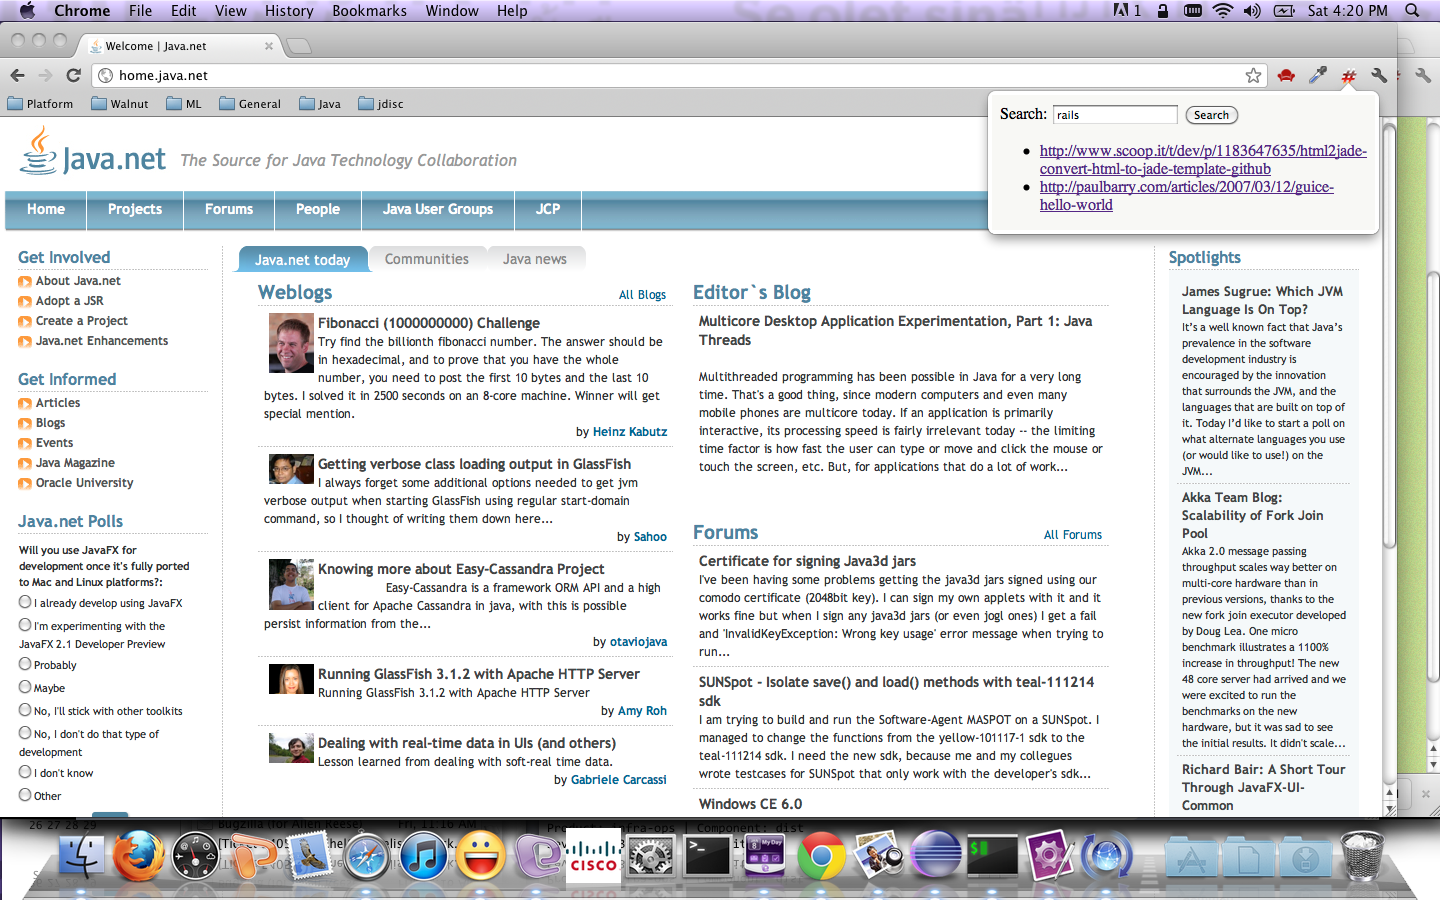 Chrome File Edit View History Bookmarks Window Help
1
Sat 4:20 PM
Welcome | Java.net
home.java.net
Platform Walnut ML General Java jdisc
Search: rails Search
http://www.scoop.it/t/dev/p/1183647635/html2jade-
convert-html-to-jade-template-github
http://paulbarry.com/articles/2007/03/12/guice-
hello-world
Java.net The Source for Java Technology Collaboration
Home Projects Forums People Java User Groups JCP
Get Involved
About Java.net
Adopt a JSR
Create a Project
Java.net Enhancements
Get Informed
Articles
Blogs
Events
Java Magazine
Oracle University
Java.net Polls
Will you use JavaFX for
development once it's fully ported
to Mac and Linux platforms?:
I already develop using JavaFX
I'm experimenting with the
JavaFX 2.1 Developer Preview
Probably
Maybe
No, I'll stick with other toolkits
No, I don't do that type of
development
I don't know
Other
Java.net today Communities Java news
Weblogs All Blogs
Fibonacci (1000000000) Challenge
Try find the billionth fibonacci number. The answer should be
in hexadecimal, and to prove that you have the whole
number, you need to post the first 10 bytes and the last 10
bytes. I solved it in 2500 seconds on an 8-core machine. Winner will get
special mention.
by Heinz Kabutz
Getting verbose class loading output in GlassFish
I always forget some additional options needed to get jvm
verbose output when starting GlassFish using regular start-domain
command, so I thought of writing them down here...
by Sahoo
Knowing more about Easy-Cassandra Project
Easy-Cassandra is a framework ORM API and a high
client for Apache Cassandra in java, with this is possible
persist information from the...
by otaviojava
Running GlassFish 3.1.2 with Apache HTTP Server
Running GlassFish 3.1.2 with Apache HTTP Server
by Amy Roh
Dealing with real-time data in UIs (and others)
Lesson learned from dealing with soft-real time data.
by Gabriele Carcassi
Editor`s Blog
Multicore Desktop Application Experimentation, Part 1: Java
Threads
Multithreaded programming has been possible in Java for a very long
time. That's a good thing, since modern computers and even many
mobile phones are multicore today. If an application is primarily
interactive, its processing speed is fairly irrelevant today -- the limiting
time factor is how fast the user can type or move and click the mouse or
touch the screen, etc. But, for applications that do a lot of work...
Forums All Forums
Certificate for signing Java3d jars
I've been having some problems getting the java3d jars signed using our
comodo certificate (2048bit key). I can sign my own applets with it and it
works fine but when I sign any java3d jars (or even jogl ones) I get a fail
and 'InvalidKeyException: Wrong key usage' error message when trying to
run...
SUNSpot - Isolate save() and load() methods with teal-111214
sdk
I am trying to build and run the Software-Agent MASPOT on a SUNSpot. I
managed to change the functions from the yellow-101117-1 sdk to the
teal-111214 sdk. I need the new sdk, because me and my collegues
wrote testcases for SUNSpot that only work with the developer's sdk...
Windows CE 6.0
Spotlights
James Sugrue: Which JVM
Language Is On Top?
It's a well known fact that Java's
prevalence in the software
development industry is
encouraged by the innovation
that surrounds the JVM, and the
languages that are built on top of
it. Today I'd like to start a poll on
what alternate languages you use
(or would like to use!) on the
JVM...
Akka Team Blog:
Scalability of Fork Join
Pool
Akka 2.0 message passing
throughput scales way better on
multi-core hardware than in
previous versions, thanks to the
new fork join executor developed
by Doug Lea. One micro
benchmark illustrates a 1100%
increase in throughput! The new
48 core server had arrived and we
were excited to run the
benchmarks on the new
hardware, but it was sad to see
the initial results. It didn't scale...
Richard Bair: A Short Tour
Through JavaFX-UI-
Common
26 27 28 29
CISCO
My Day